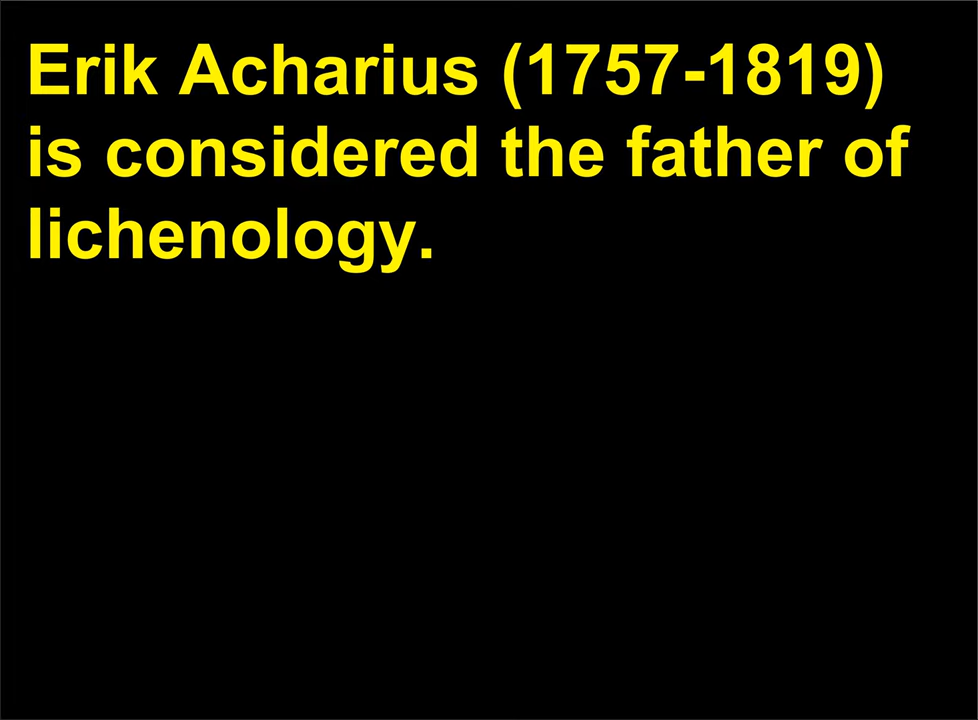 Erik Acharius (1757-1819)
is considered the father of
lichenology.